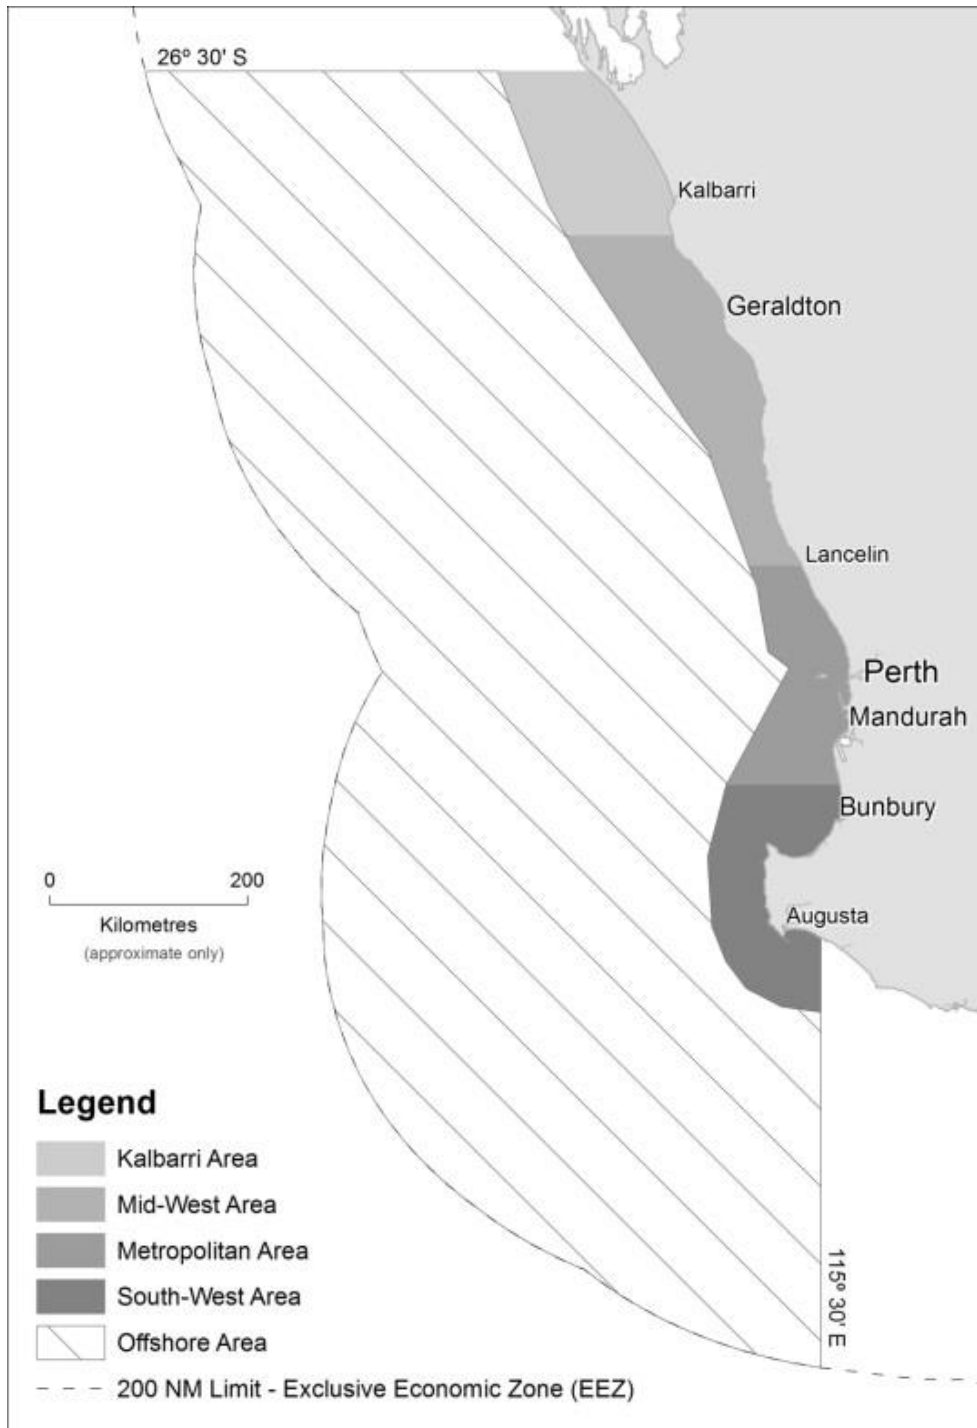 26º 30' S
Kalbarri
Geraldton
Lancelin
Perth
Mandurah
Bunbury
Augusta
0 200
Kilometres
(approximate only)
115º 30' E
Legend
Kalbarri Area
Mid-West Area
Metropolitan Area
South-West Area
Offshore Area
200 NM Limit - Exclusive Economic Zone (EEZ)